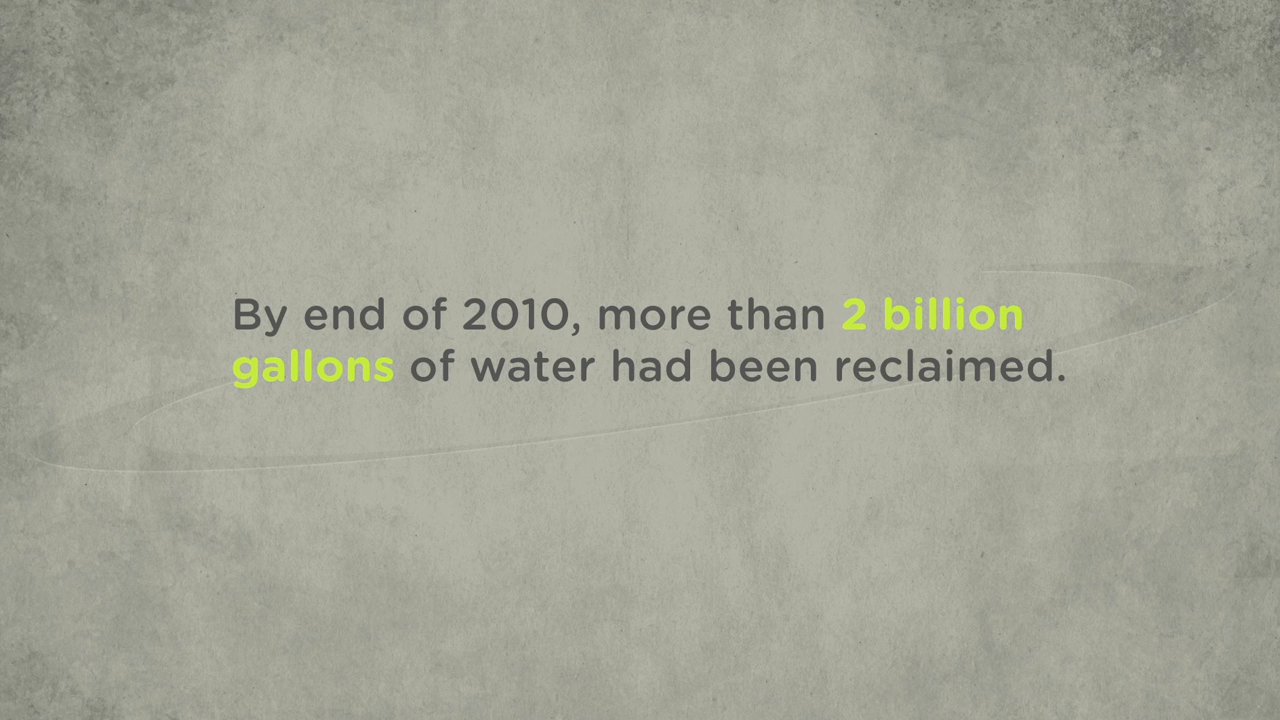 By end of 2010, more than 2 billion
gallons of water had been reclaimed.